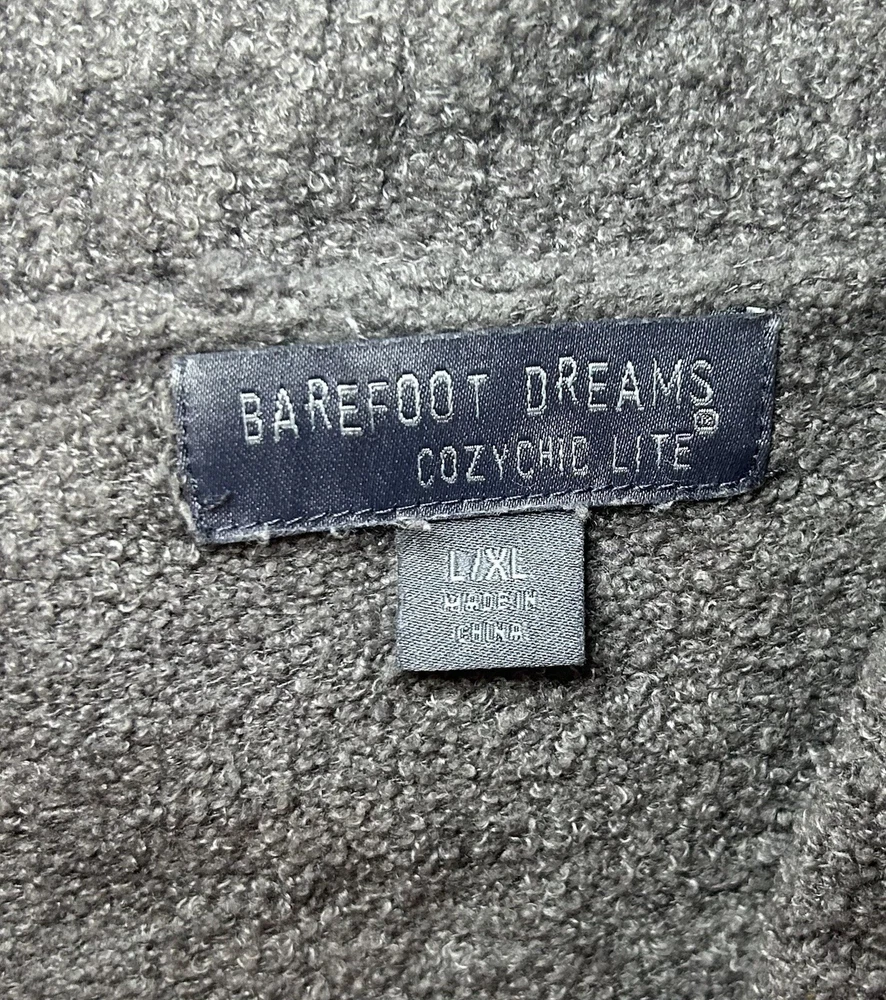 BAREFOOT DREAMS®
COZYCHIC LITE
L/XL
MADE IN
CHINA